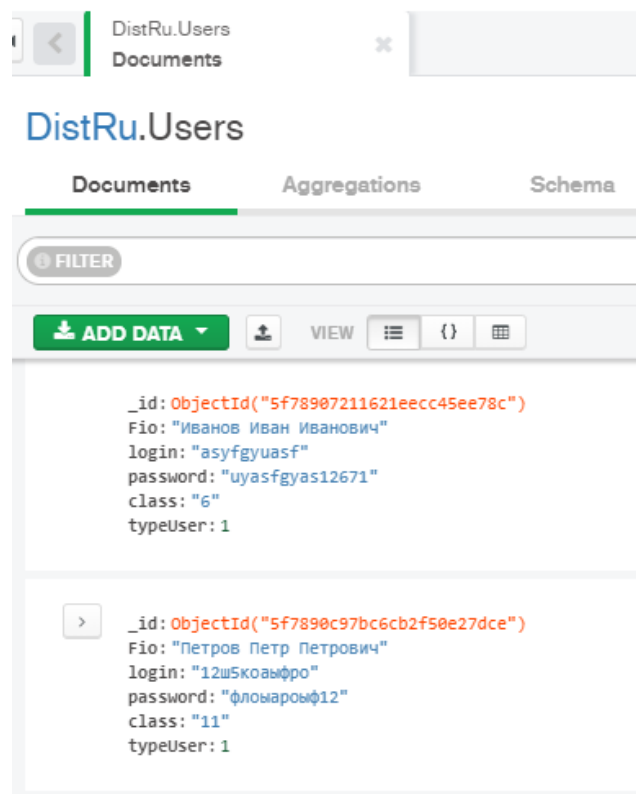 DistRu.Users
Documents
DistRu.Users
Documents Aggregations Schema
FILTER
ADD DATA VIEW {}
_id: ObjectId("5f78907211621eecc45ee78c")
Fio: "Иванов Иван Иванович"
login: "asyfgyuasf"
password: "uyasfgyas12671"
class: "6"
typeUser: 1
_id: ObjectId("5f7890c97bc6cb2f50e27dce")
Fio: "Петров Петр Петрович"
login: "12ш5коаыфро"
password: "флоыароыф12"
class: "11"
typeUser: 1